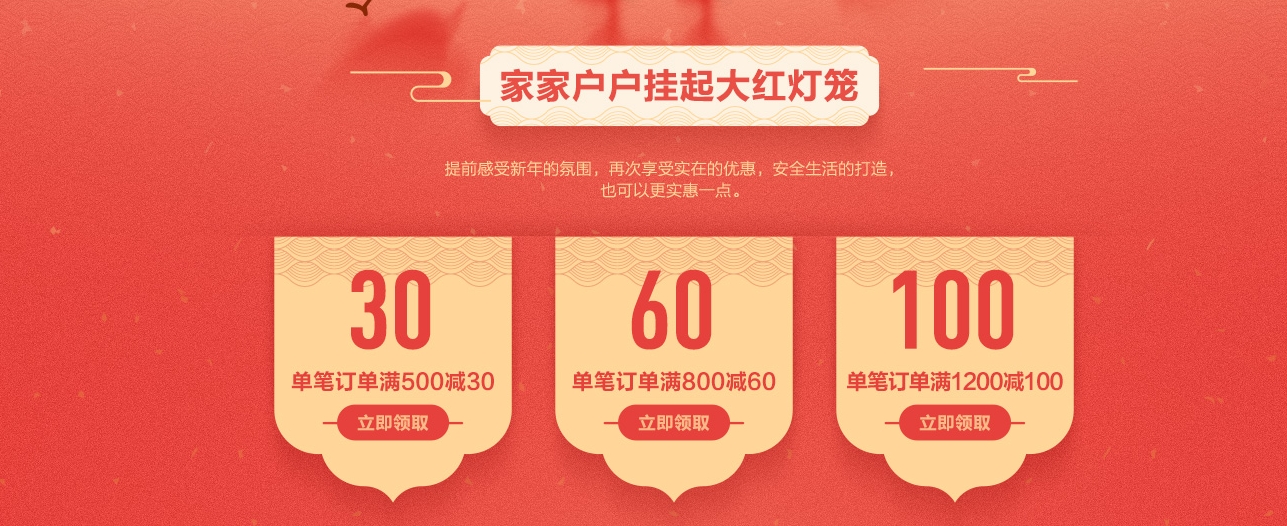 家家户户挂起大红灯笼
提前感受新年的氛围，再次享受实在的优惠，安全生活的打造，
也可以更实惠一点。
30
单笔订单满500减30
立即领取
60
单笔订单满800减60
立即领取
100
单笔订单满1200减100
立即领取